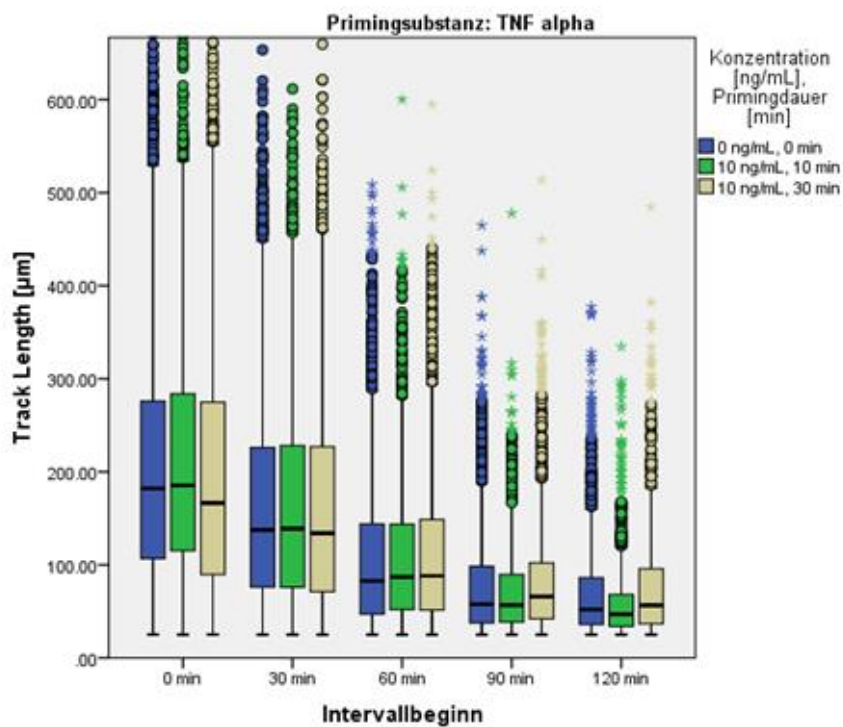 Primingsubstanz: TNF alpha
Konzentration
[ng/mL],
Primingdauer
[min]
0 ng/mL, 0 min
10 ng/mL, 10 min
10 ng/mL, 30 min
Track Length [µm]
600.00
500.00
400.00
300.00
200.00
100.00
.00
0 min 30 min 60 min 90 min 120 min
Intervallbeginn